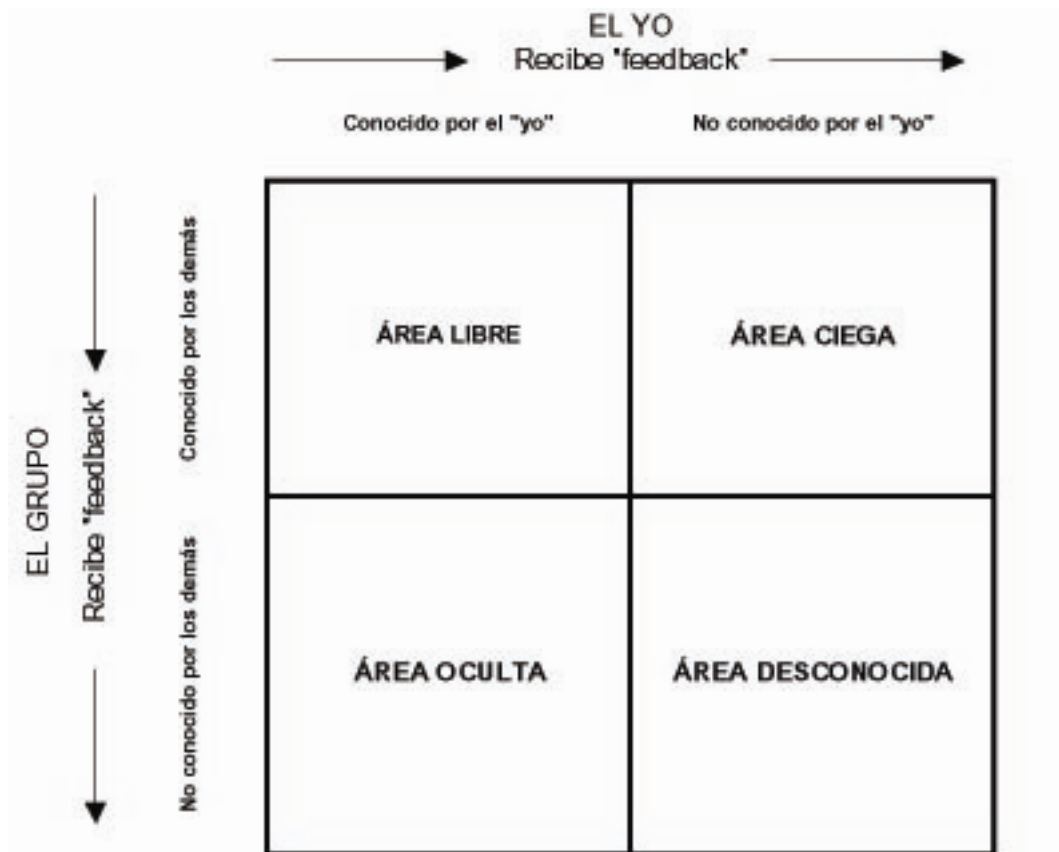 EL YO
Recibe "feedback"
Conocido por el "yo"
No conocido por el "yo"
EL GRUPO
Recibe "feedback"
Conocido por los demás
No conocido por los demás
ÁREA LIBRE
ÁREA CIEGA
ÁREA OCULTA
ÁREA DESCONOCIDA